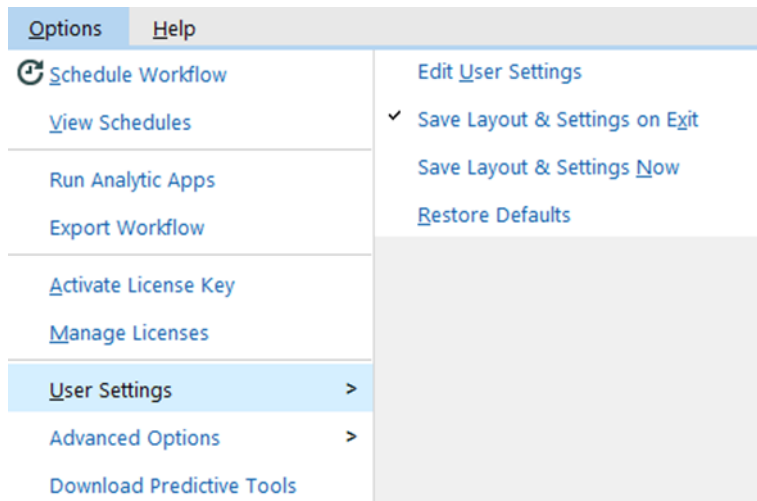 Options Help
Schedule Workflow
View Schedules
Run Analytic Apps
Export Workflow
Activate License Key
Manage Licenses
User Settings >
Advanced Options >
Download Predictive Tools
Edit User Settings
Save Layout & Settings on Exit
Save Layout & Settings Now
Restore Defaults